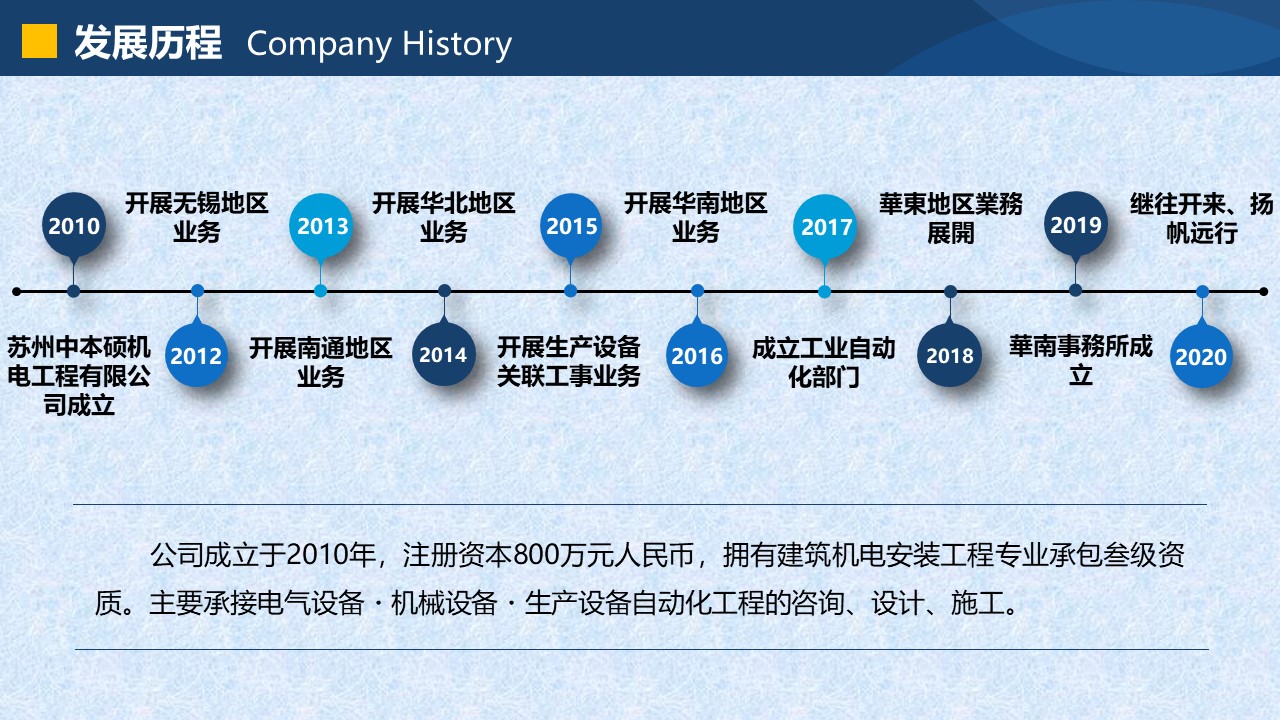 发展历程 Company History
2010
苏州中本硕机
电工程有限公
司成立
开展无锡地区
业务
2012
2013
开展南通地区
业务
开展华北地区
业务
2014
2015
开展生产设备
关联工事业务
开展华南地区
业务
2016
2017
成立工业自动
化部门
華東地区業務
展開
2018
2019
華南事務所成
立
继往开来、扬
帆远行
2020
公司成立于2010年，注册资本800万元人民币，拥有建筑机电安装工程专业承包叁级资
质。主要承接电气设备・机械设备・生产设备自动化工程的咨询、设计、施工。